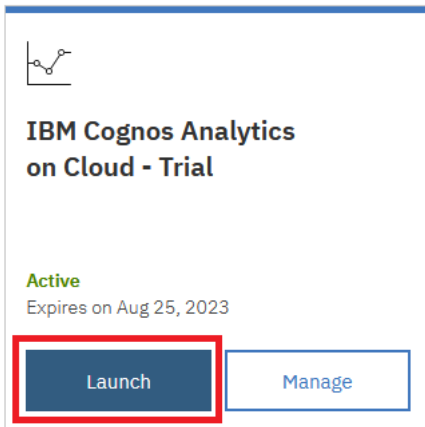 IBM Cognos Analytics
on Cloud - Trial
Active
Expires on Aug 25, 2023
Launch
Manage